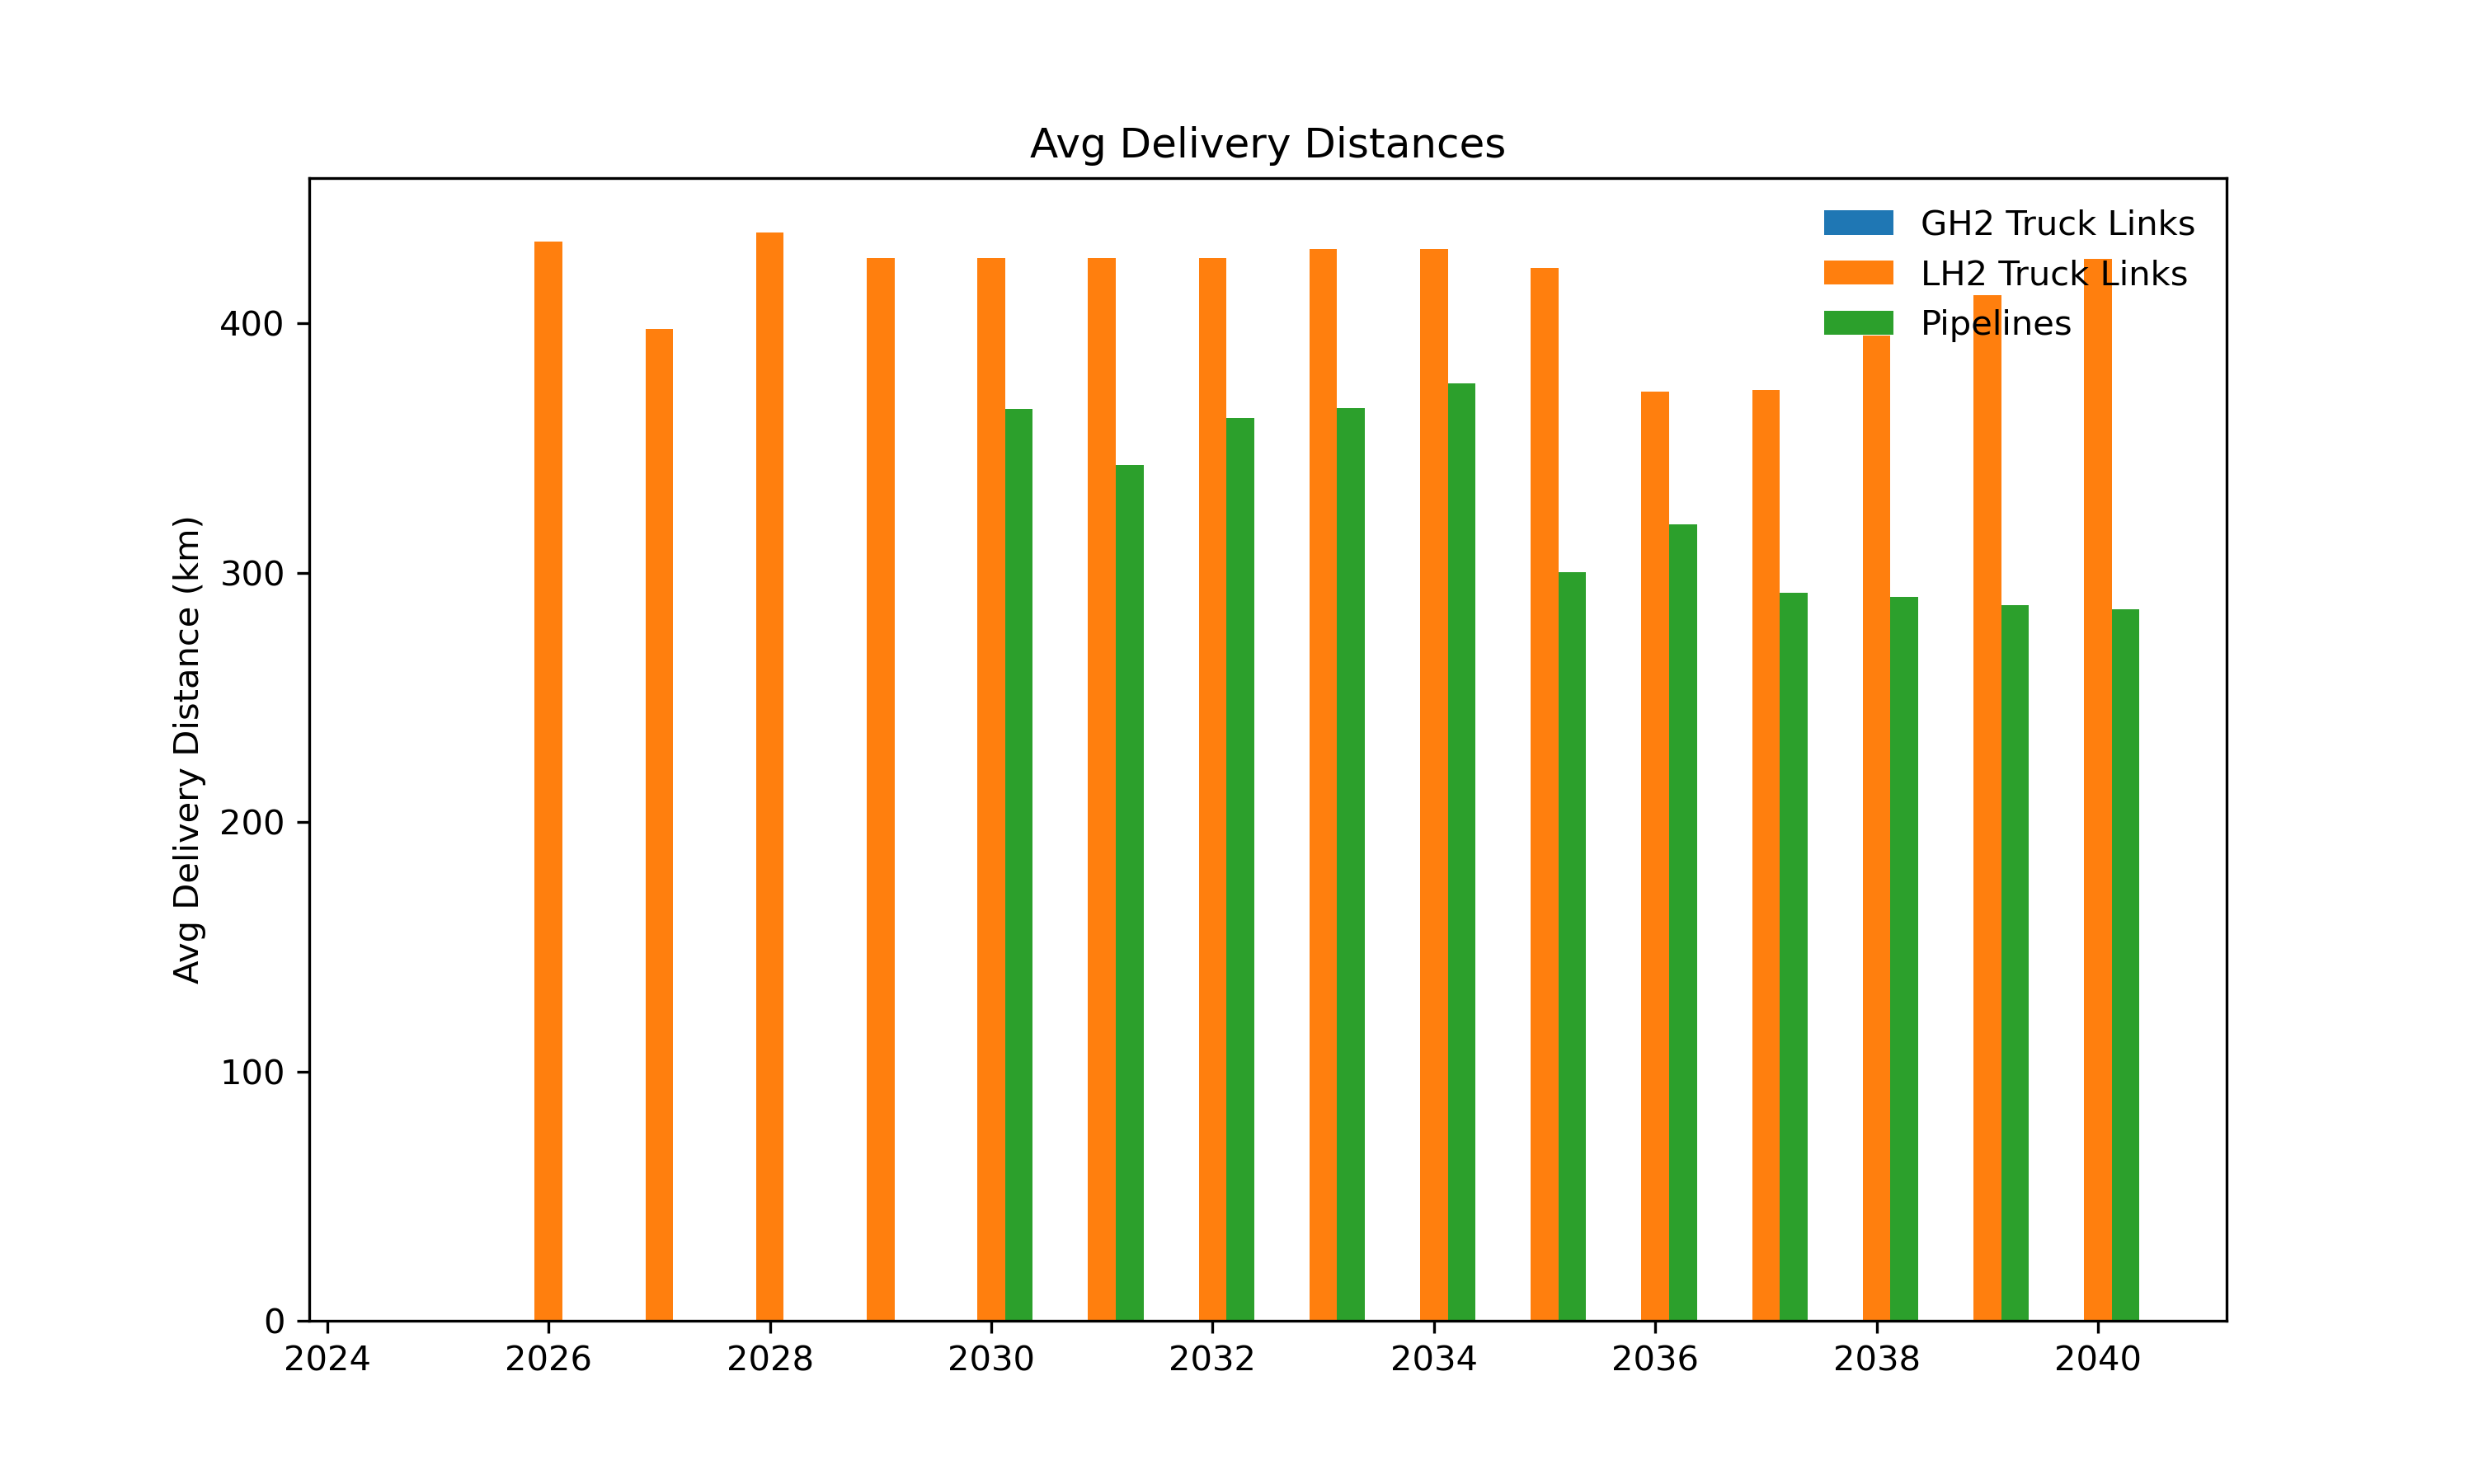 Avg Delivery Distances
GH2 Truck Links
LH2 Truck Links
Pipelines
Avg Delivery Distance (km)
400
300
200
100
0
2024 2026 2028 2030 2032 2034 2036 2038 2040